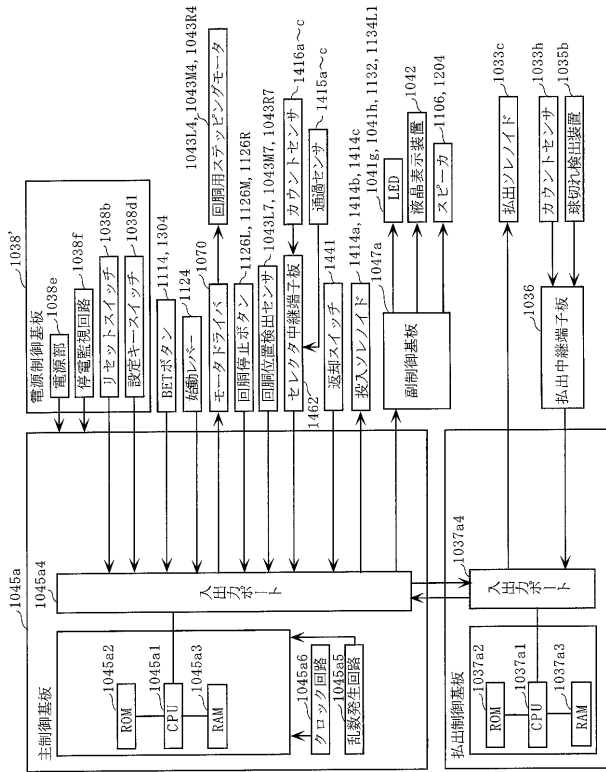 1038'
電源制御基板
電源部
1038e
停電監視回路
1038f
リセットスイッチ
1038b
設定キースイッチ
1038d1
1045a
主制御基板
1045a4
入出力ポート
ROM
1045a2
CPU
1045a1
RAM
1045a3
クロック回路
1045a6
乱数発生回路
1045a5
BETボタン
1114, 1304
始動レバー
1124
モータドライバ
1070
回胴用ステッピングモータ
1043L4, 1043M4, 1043R4
回胴停止ボタン
1126L, 1126M, 1126R
回胴位置検出センサ
1043L7, 1043M7, 1043R7
セレクタ中継端子板
1462
カウントセンサ
1416a～c
通過センサ
1415a～c
返却スイッチ
1441
投入ソレノイド
1414a, 1414b, 1414c
副制御基板
1047a
LED
1041g, 1041h, 1132, 1134L1
液晶表示装置
1042
スピーカ
1106, 1204
払出制御基板
1037a4
入出力ポート
ROM
1037a2
CPU
1037a1
RAM
1037a3
払出ソレノイド
1033c
払出中継端子板
1036
カウントセンサ
1033h
球切れ検出装置
1035b